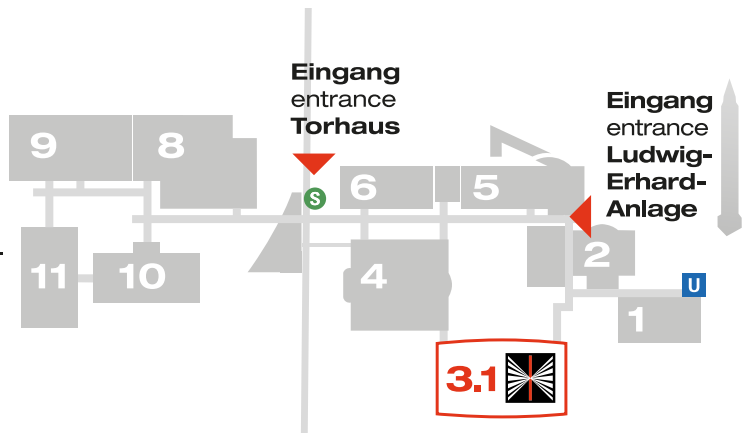 Eingang
entrance
Torhaus
Eingang
entrance
Ludwig-
Erhard-
Anlage
9
8
S
6
5
2
11
10
4
U
1
3.1